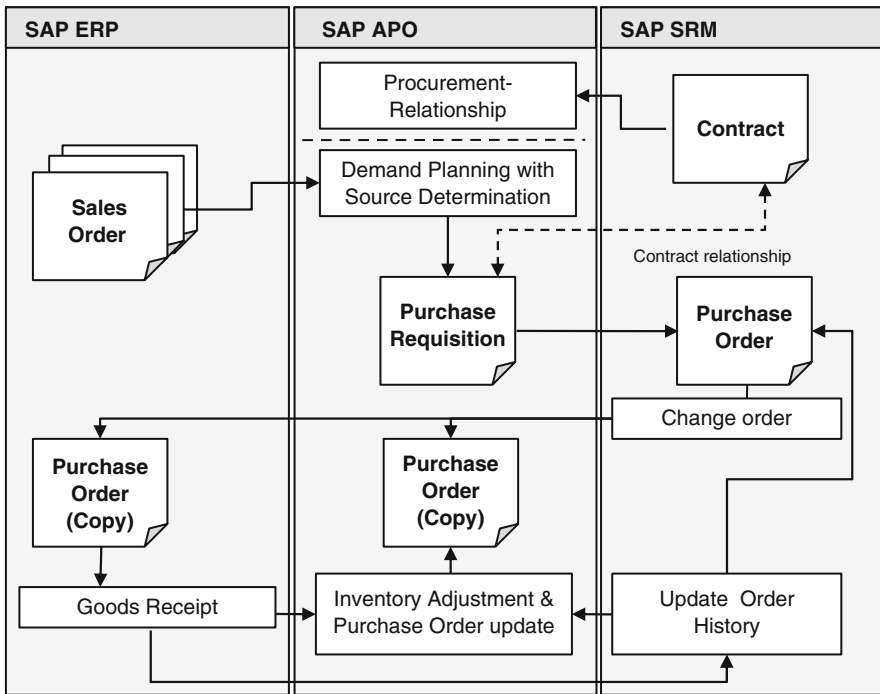 SAP ERP
SAP APO
SAP SRM
Procurement-
Relationship
Contract
Demand Planning with
Source Determination
Sales
Order
Contract relationship
Purchase
Requisition
Purchase
Order
Change order
Purchase
Order
(Copy)
Purchase
Order
(Copy)
Goods Receipt
Inventory Adjustment &
Purchase Order update
Update Order
History